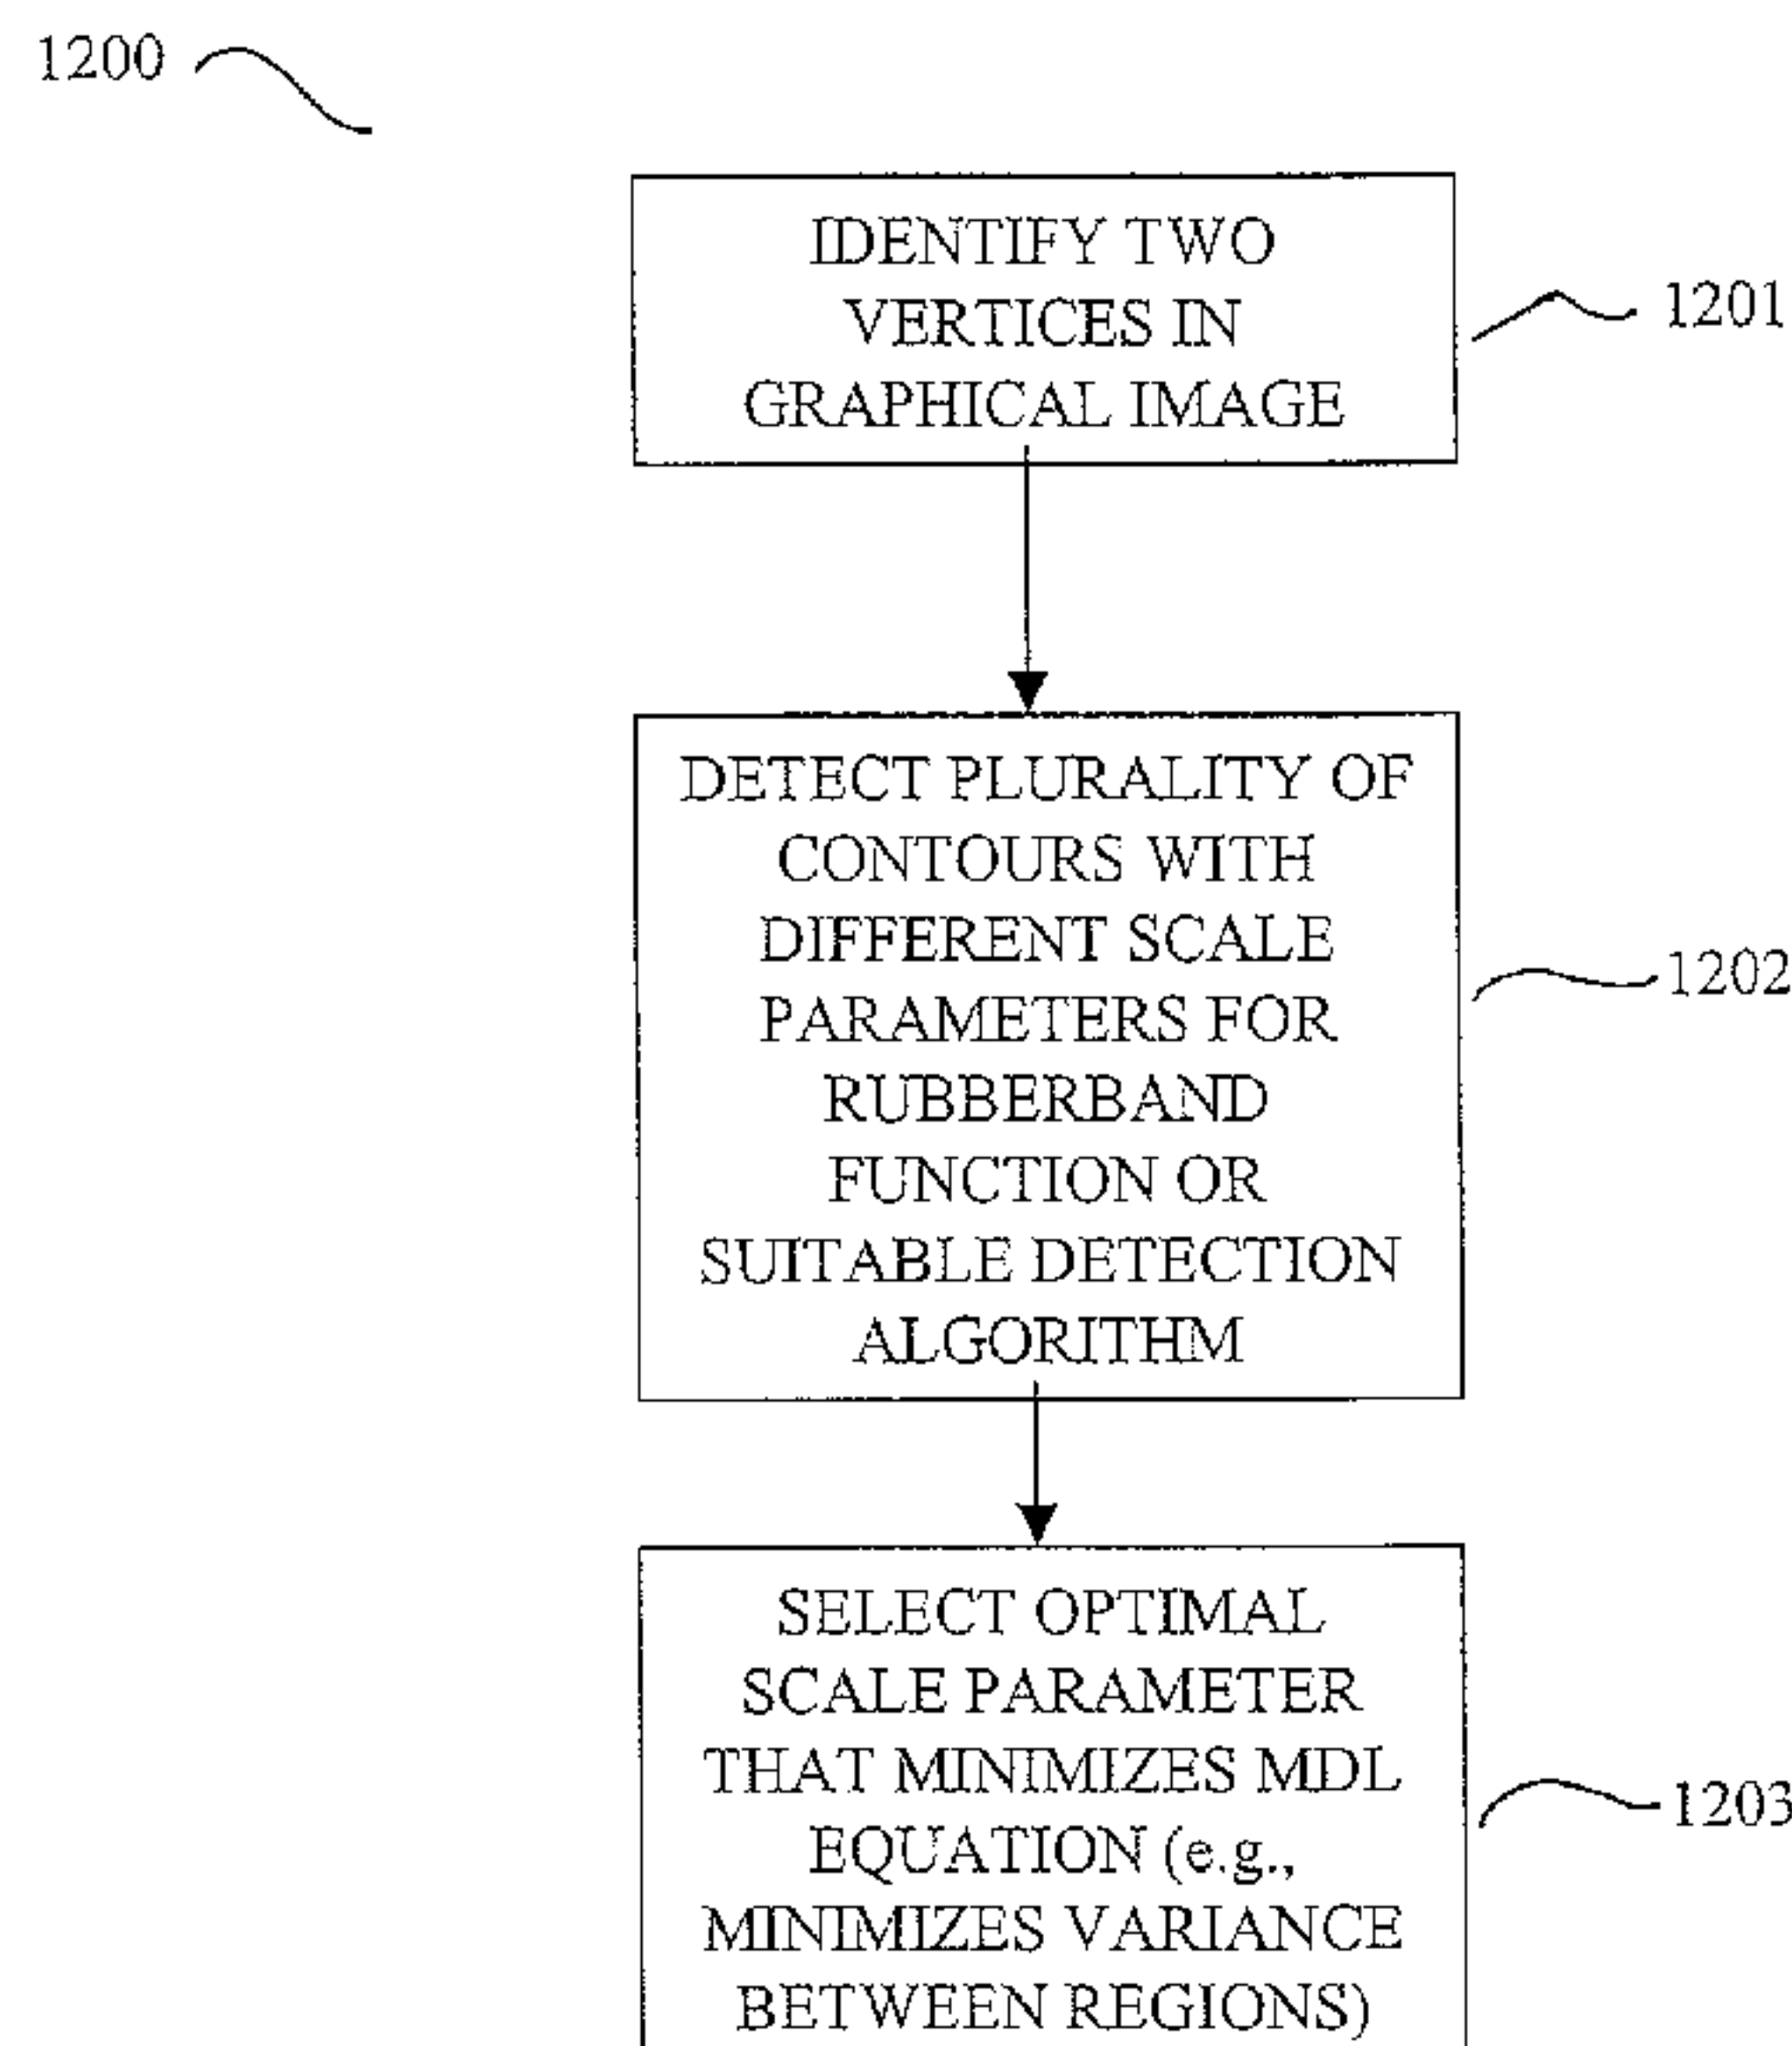 1200
IDENTIFY TWO
VERTICES IN
GRAPHICAL IMAGE
1201
DETECT PLURALITY OF
CONTOURS WITH
DIFFERENT SCALE
PARAMETERS FOR
RUBBERBAND
FUNCTION OR
SUITABLE DETECTION
ALGORITHM
1202
SELECT OPTIMAL
SCALE PARAMETER
THAT MINIMIZES MDL
EQUATION (e.g.,
MINIMIZES VARIANCE
BETWEEN REGIONS)
1203